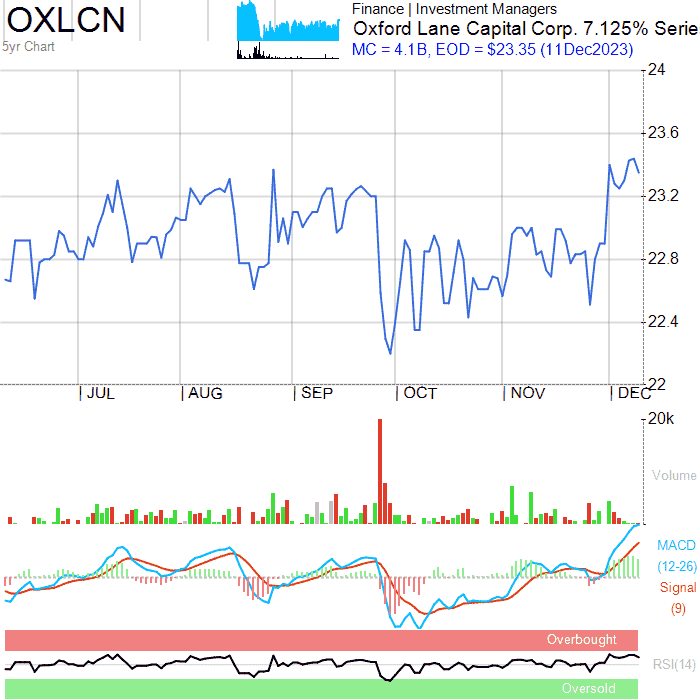 OXLCN
5yr Chart
Finance | Investment Managers
Oxford Lane Capital Corp. 7.125% Serie
MC = 4.1B, EOD = $23.35 (11Dec2023)
24
23.6
23.2
22.8
22.4
22
JUL AUG SEP OCT NOV DEC
20k
Volume
MACD
(12-26)
Signal
(9)
Overbought
RSI(14)
Oversold